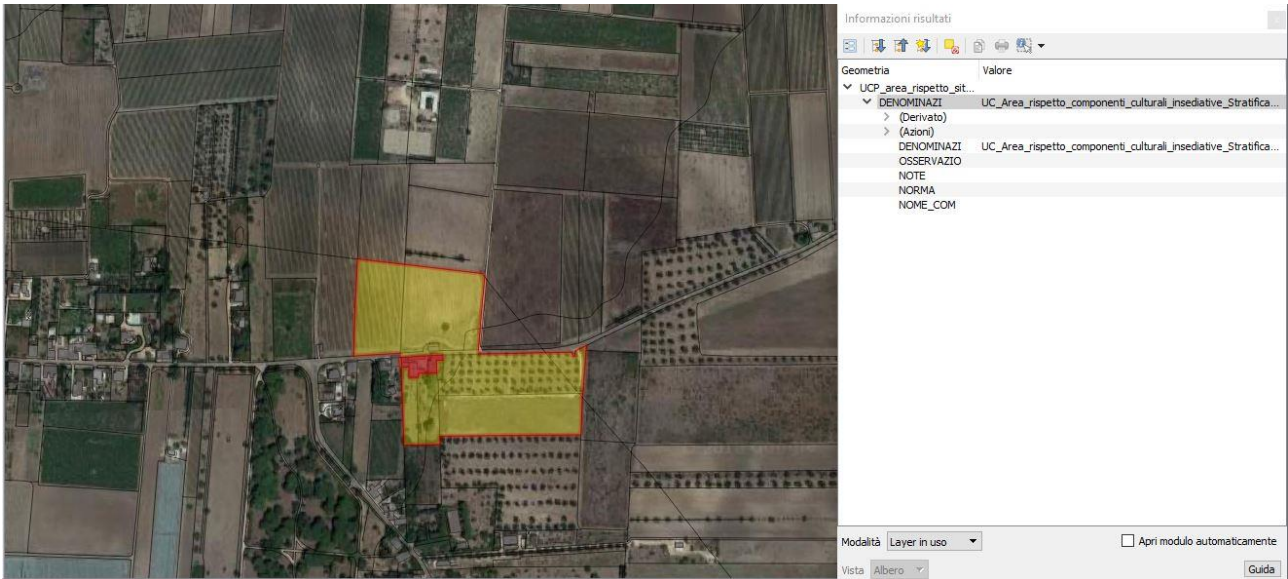 Informazioni risultati
Geometria Valore
UCP_area_rispetto_sit...
DENOMINAZI UC_Area_rispetto_componenti_culturali_insediative_Stratifica...
(Derivato)
(Azioni)
DENOMINAZI UC_Area_rispetto_componenti_culturali_insediative_Stratifica...
OSSERVAZIO
NOTE
NORMA
NOME_COM
Modalità Layer in uso Apri modulo automaticamente
Vista Albero Guida